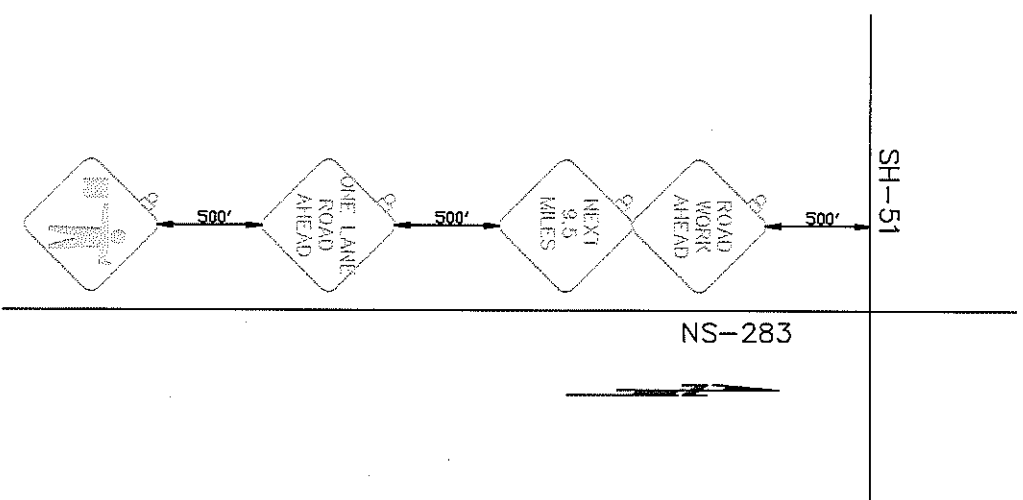 500'
ONE LANE
ROAD
AHEAD
500'
NEXT
9.5
MILES
ROAD
WORK
AHEAD
500'
SH-51
NS-283
N